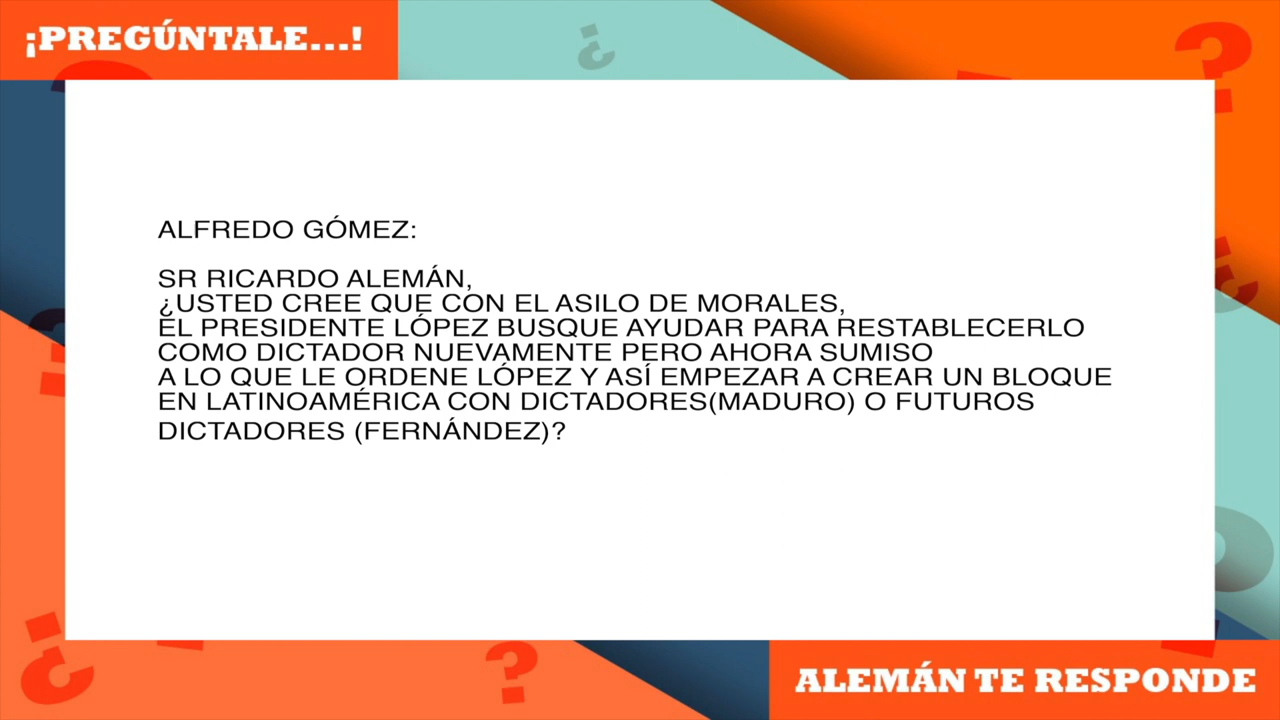 ¡PREGÚNTALE...!
ALFREDO GÓMEZ:
SR RICARDO ALEMÁN,
¿USTED CREE QUE CON EL ASILO DE MORALES,
EL PRESIDENTE LÓPEZ BUSQUE AYUDAR PARA RESTABLECERLO
COMO DICTADOR NUEVAMENTE PERO AHORA SUMISO
A LO QUE LE ORDENE LÓPEZ Y ASÍ EMPEZAR A CREAR UN BLOQUE
EN LATINOAMÉRICA CON DICTADORES(MADURO) O FUTUROS
DICTADORES (FERNÁNDEZ)?
ALEMÁN TE RESPONDE